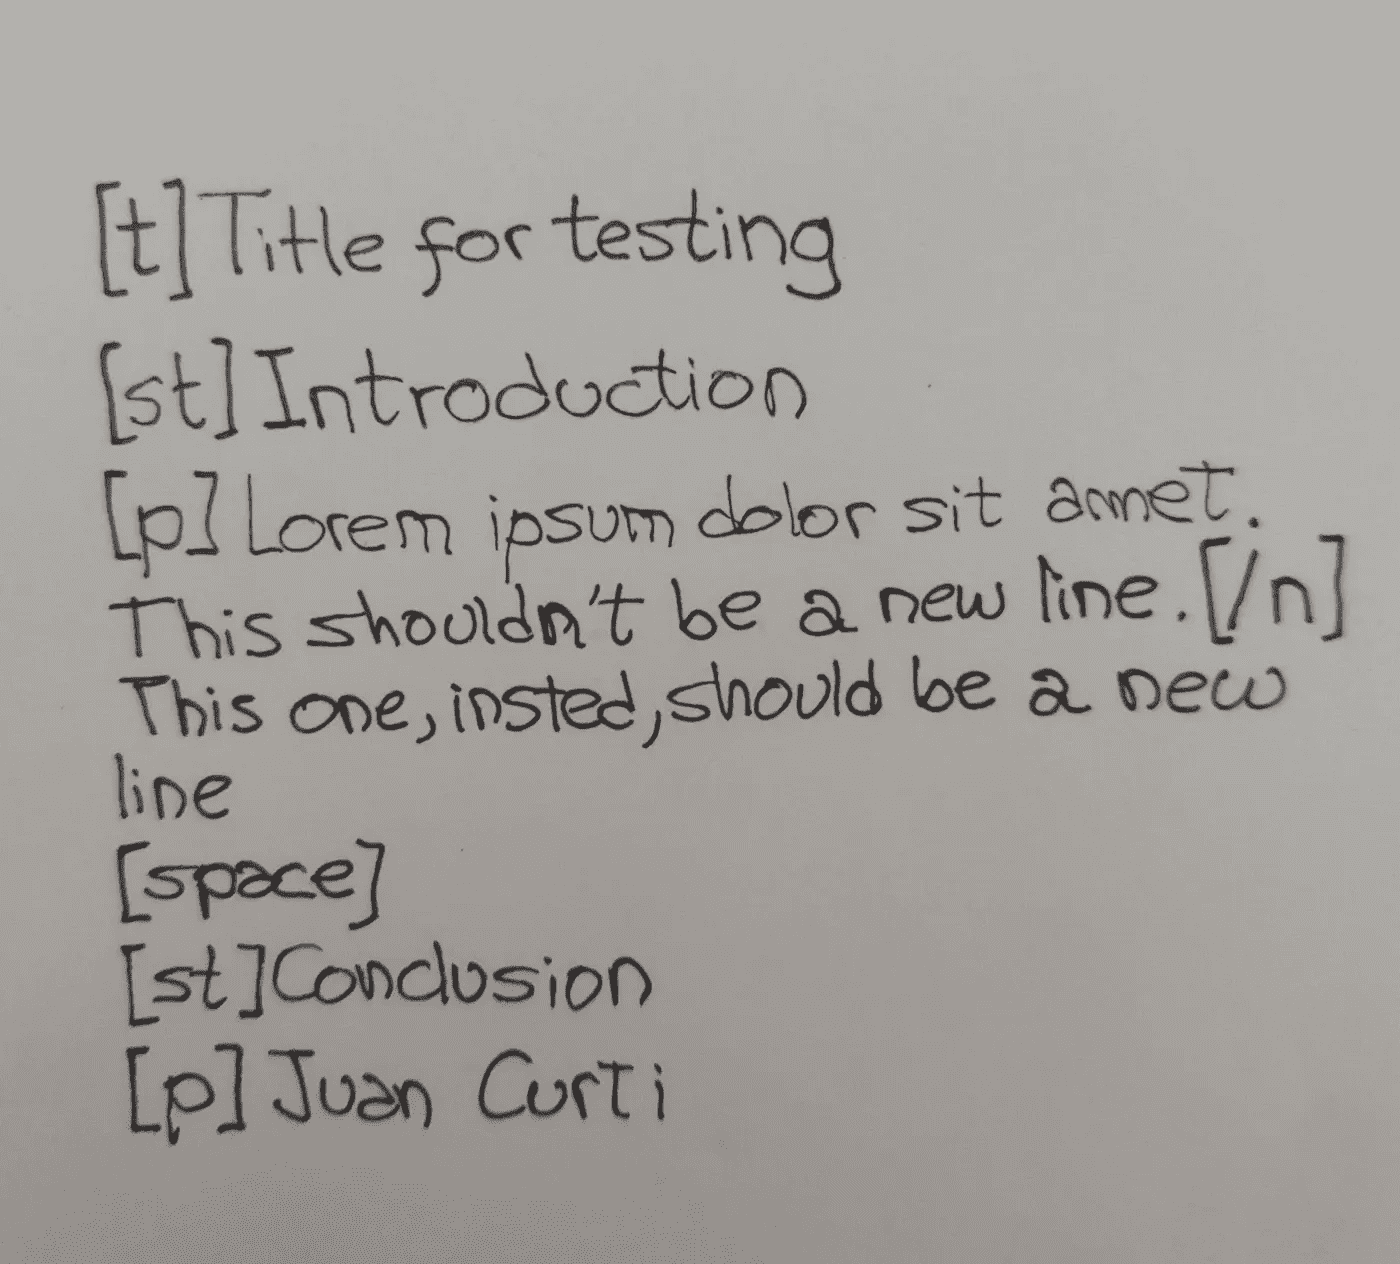 [t] Title for testing
[st] Introduction
[p] Lorem ipsum dolor sit amnet.
This shouldn't be a new line. [/n]
This one, insted, should be a new
line
[space]
[st] Conclusion
[p] Juan Curti